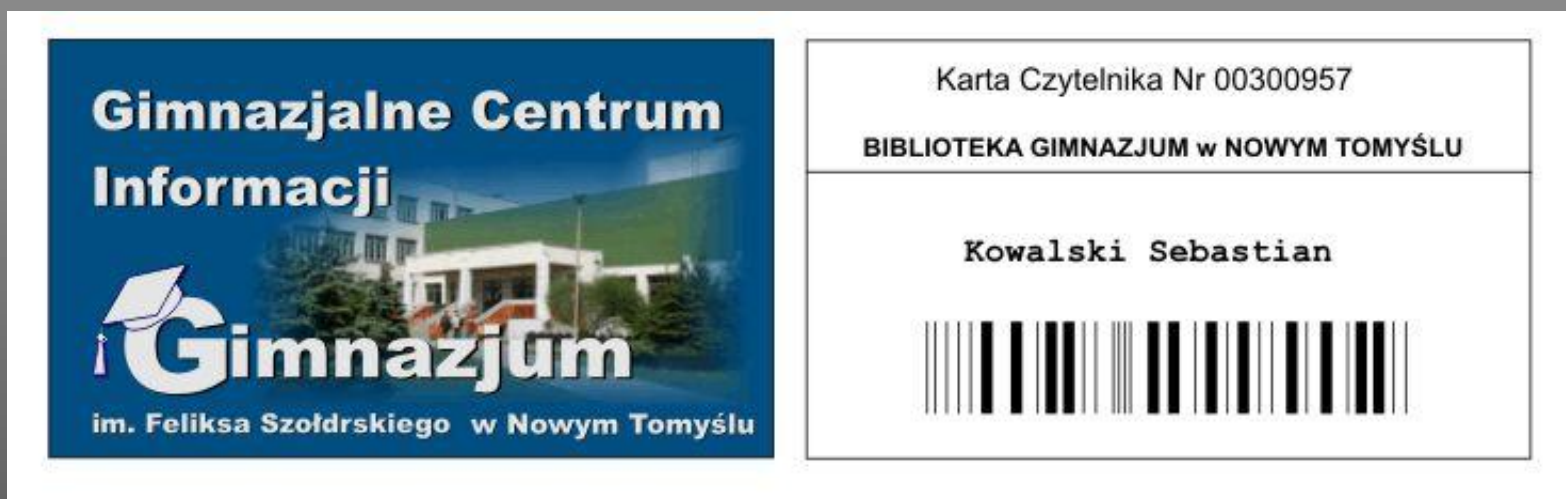 Gimnazjalne Centrum
Informacji
Gimnazjum
im. Feliksa Szołdrskiego w Nowym Tomyślu
Karta Czytelnika Nr 00300957
BIBLIOTEKA GIMNAZJUM w NOWYM TOMYŚLU
Kowalski Sebastian